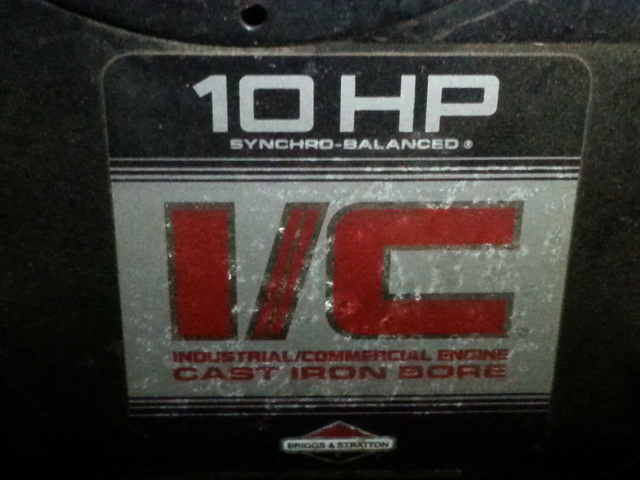 10 HP
SYNCHRO-BALANCED ®
I/C
INDUSTRIAL/COMMERCIAL ENGINE
CAST IRON BORE
BRIGGS & STRATTON